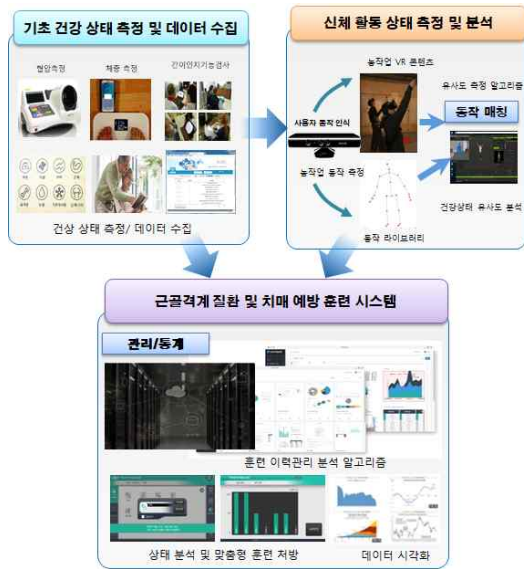 기초 건강 상태 측정 및 데이터 수집
혈압측정
체중 측정
간이인지기능검사
건상 상태 측정/ 데이터 수집
신체 활동 상태 측정 및 분석
농작업 VR 콘텐츠
유사도 측정 알고리즘
사용자 동작 인식
동작 매칭
농작업 동작 측정
건강상태 유사도 분석
동작 라이브러리
근골격계 질환 및 치매 예방 훈련 시스템
관리/통계
훈련 이력관리 분석 알고리즘
상태 분석 및 맞춤형 훈련 처방
데이터 시각화